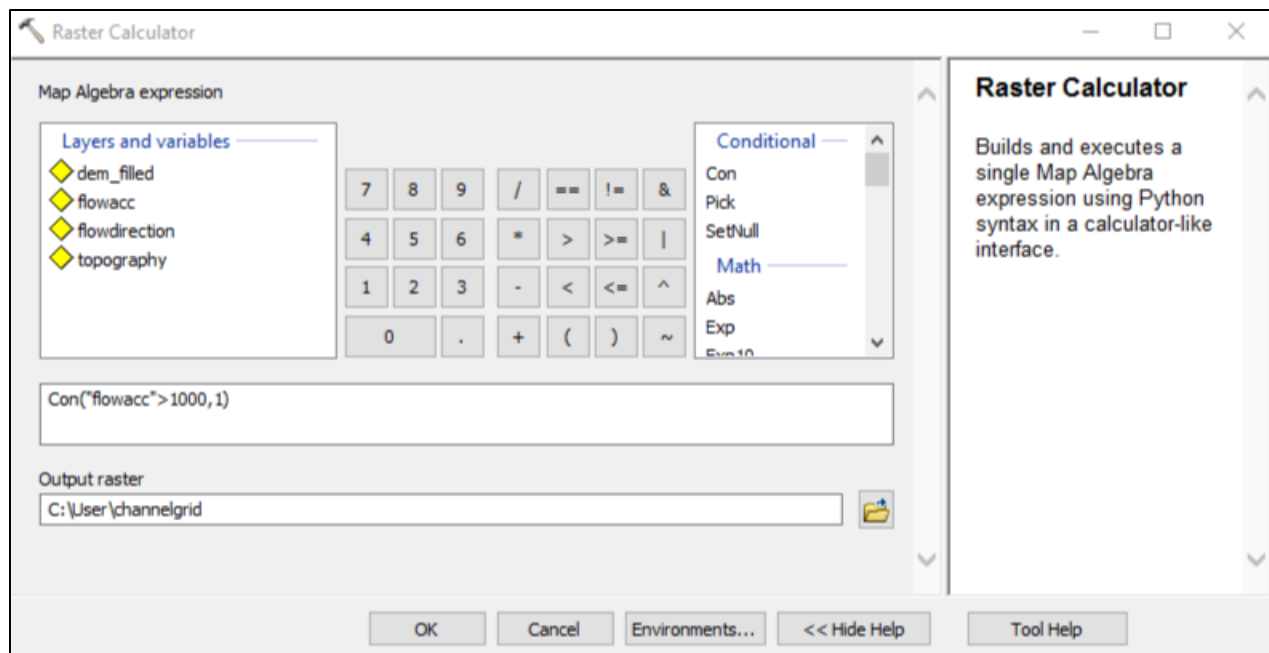 Raster Calculator
Map Algebra expression
Layers and variables
dem_filled
flowacc
flowdirection
topography
7 8 9 / == != &
4 5 6 * > >= |
1 2 3 - < <= ^
0 . + ( ) ~
Conditional
Con
Pick
SetNull
Math
Abs
Exp
Exp10
Con("flowacc">1000,1)
Output raster
C:\User\channelgrid
OK Cancel Environments... << Hide Help Tool Help
Raster Calculator
Builds and executes a
single Map Algebra
expression using Python
syntax in a calculator-like
interface.